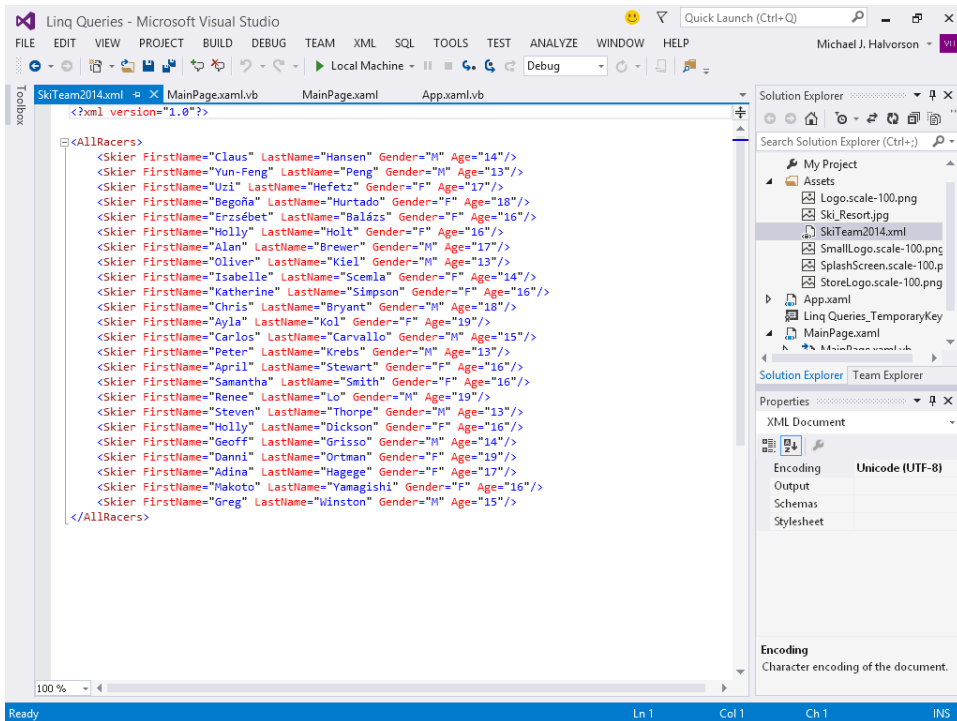 Linq Queries - Microsoft Visual Studio
Quick Launch (Ctrl+Q)
FILE EDIT VIEW PROJECT BUILD DEBUG TEAM XML SQL TOOLS TEST ANALYZE WINDOW HELP
Michael J. Halvorson
Local Machine
Debug
Toolbox
SkiTeam2014.xml MainPage.xaml.vb MainPage.xaml App.xaml.vb
<?xml version="1.0"?>
<AllRacers>
<Skier FirstName="Claus" LastName="Hansen" Gender="M" Age="14"/>
<Skier FirstName="Yun-Feng" LastName="Peng" Gender="M" Age="13"/>
<Skier FirstName="Uzi" LastName="Hefetz" Gender="F" Age="17"/>
<Skier FirstName="Begoña" LastName="Hurtado" Gender="F" Age="18"/>
<Skier FirstName="Erzsébet" LastName="Balázs" Gender="F" Age="16"/>
<Skier FirstName="Holly" LastName="Holt" Gender="F" Age="16"/>
<Skier FirstName="Alan" LastName="Brewer" Gender="M" Age="17"/>
<Skier FirstName="Oliver" LastName="Kiel" Gender="M" Age="13"/>
<Skier FirstName="Isabelle" LastName="Scemla" Gender="F" Age="14"/>
<Skier FirstName="Katherine" LastName="Simpson" Gender="F" Age="16"/>
<Skier FirstName="Chris" LastName="Bryant" Gender="M" Age="18"/>
<Skier FirstName="Ayla" LastName="Kol" Gender="F" Age="19"/>
<Skier FirstName="Carlos" LastName="Carvallo" Gender="M" Age="15"/>
<Skier FirstName="Peter" LastName="Krebs" Gender="M" Age="13"/>
<Skier FirstName="April" LastName="Stewart" Gender="F" Age="16"/>
<Skier FirstName="Samantha" LastName="Smith" Gender="F" Age="16"/>
<Skier FirstName="Renee" LastName="Lo" Gender="M" Age="19"/>
<Skier FirstName="Steven" LastName="Thorpe" Gender="M" Age="13"/>
<Skier FirstName="Holly" LastName="Dickson" Gender="F" Age="16"/>
<Skier FirstName="Geoff" LastName="Grisso" Gender="M" Age="14"/>
<Skier FirstName="Danni" LastName="Ortman" Gender="F" Age="19"/>
<Skier FirstName="Adina" LastName="Hagege" Gender="F" Age="17"/>
<Skier FirstName="Makoto" LastName="Yamagishi" Gender="F" Age="16"/>
<Skier FirstName="Greg" LastName="Winston" Gender="M" Age="15"/>
</AllRacers>
100 %
Solution Explorer
Search Solution Explorer (Ctrl+;)
My Project
Assets
Logo.scale-100.png
Ski_Resort.jpg
SkiTeam2014.xml
SmallLogo.scale-100.png
SplashScreen.scale-100.p
StoreLogo.scale-100.png
App.xaml
Linq Queries_TemporaryKey
MainPage.xaml
MainPage.xaml.vb
Solution Explorer Team Explorer
Properties
XML Document
Encoding Unicode (UTF-8)
Output
Schemas
Stylesheet
Encoding
Character encoding of the document.
Ready Ln 1 Col 1 Ch 1 INS